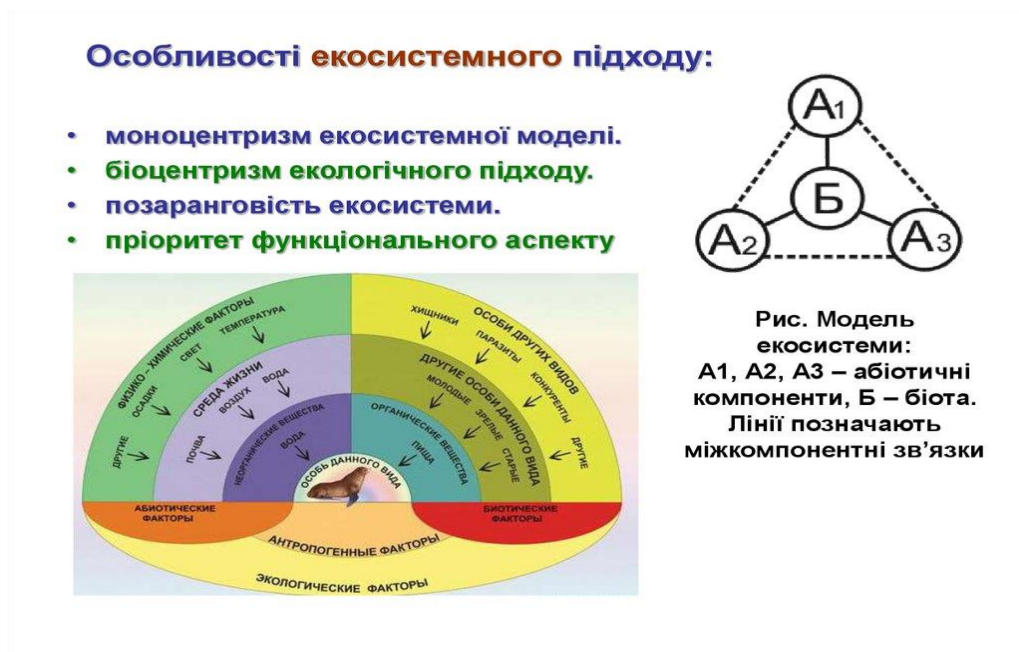 Особливості екосистемного підходу:
• моноцентризм екосистемної моделі.
• біоцентризм екологічного підходу.
• позаранговість екосистеми.
• пріоритет функціонального аспекту
А1
Б
А2
А3
Рис. Модель
екосистеми:
А1, А2, А3 – абіотичні
компоненти, Б – біота.
Лінії позначають
міжкомпонентні зв’язки
ФИЗИКО – ХИМИЧЕСКИЕ ФАКТОРЫ
ДРУГИЕ
ОСАДКИ
СВЕТ
ТЕМПЕРАТУРА
СРЕДА ЖИЗНИ
ПОЧВА
ВОЗДУХ
ВОДА
НЕОРГАНИЧЕСКИЕ ВЕЩЕСТВА
ВОДА
ОСОБИ ДРУГИХ ВИДОВ
ХИЩНИКИ
ПАРАЗИТЫ
КОНКУРЕНТЫ
ДРУГИЕ
ДРУГИЕ ОСОБИ ДАННОГО ВИДА
МОЛОДЫЕ
ЗРЕЛЫЕ
СТАРЫЕ
ОРГАНИЧЕСКИЕ ВЕЩЕСТВА
ПИЩА
ОСОБЬ ДАННОГО ВИДА
АБИОТИЧЕСКИЕ
ФАКТОРЫ
БИОТИЧЕСКИЕ
ФАКТОРЫ
АНТРОПОГЕННЫЕ ФАКТОРЫ
ЭКОЛОГИЧЕСКИЕ ФАКТОРЫ